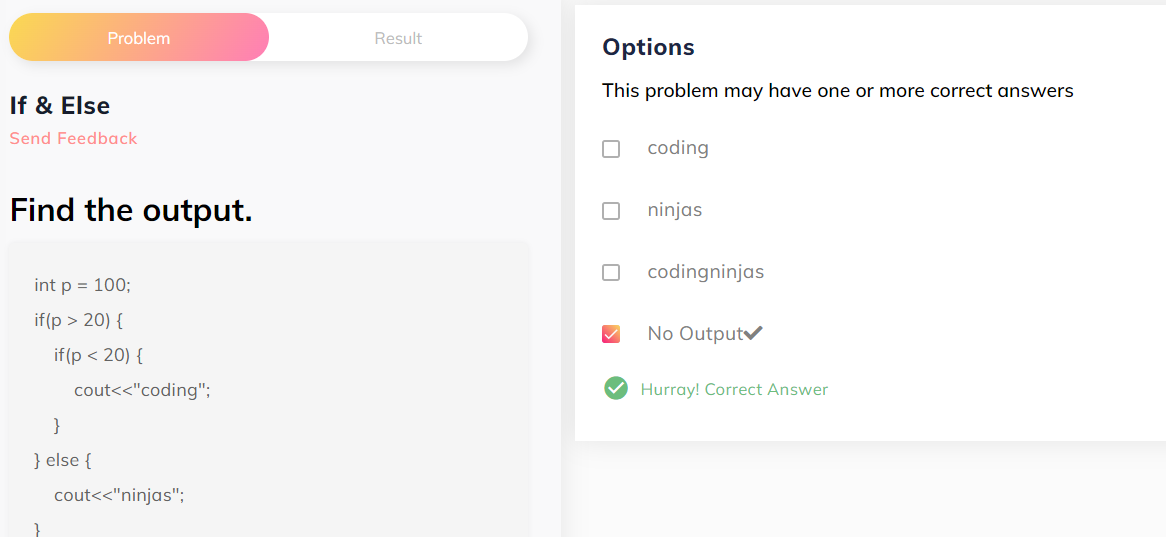 Problem
Result
If & Else
Send Feedback
Find the output.
int p = 100;
if(p > 20) {
if(p < 20) {
cout<<"coding";
}
} else {
cout<<"ninjas";
}
Options
This problem may have one or more correct answers
coding
ninjas
codingninjas
No Output
Hurray! Correct Answer